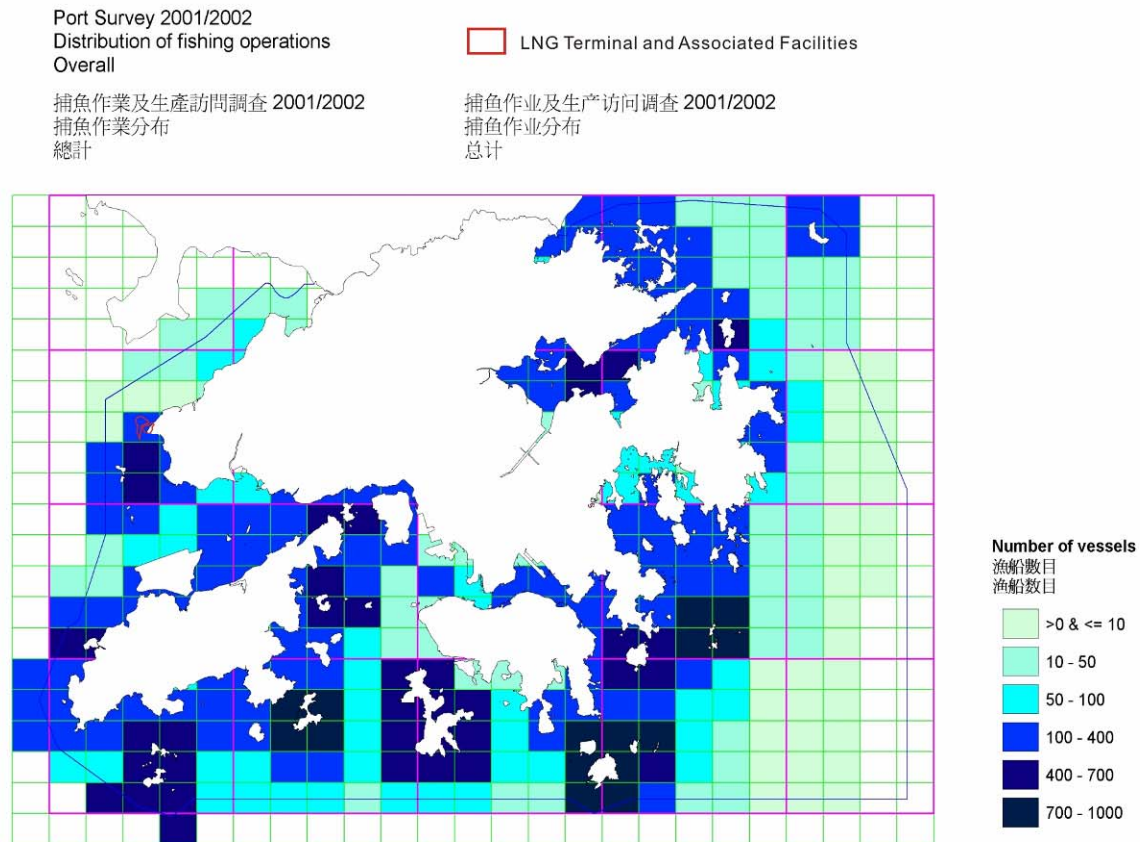 Port Survey 2001/2002
Distribution of fishing operations
Overall
LNG Terminal and Associated Facilities
捕魚作業及生產訪問調查 2001/2002
捕魚作業分布
總計
捕鱼作业及生产访问调查 2001/2002
捕鱼作业分布
总计
Number of vessels
漁船數目
渔船数目
>0 & <= 10
10 - 50
50 - 100
100 - 400
400 - 700
700 - 1000